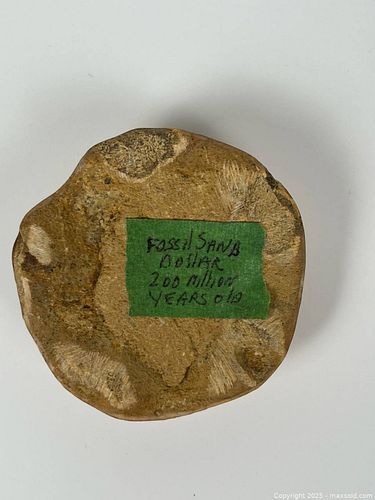 FOSSIL SAND
DOLLAR
200 MILLION
YEARS OLD
Copyright 2025 - maxsold.com